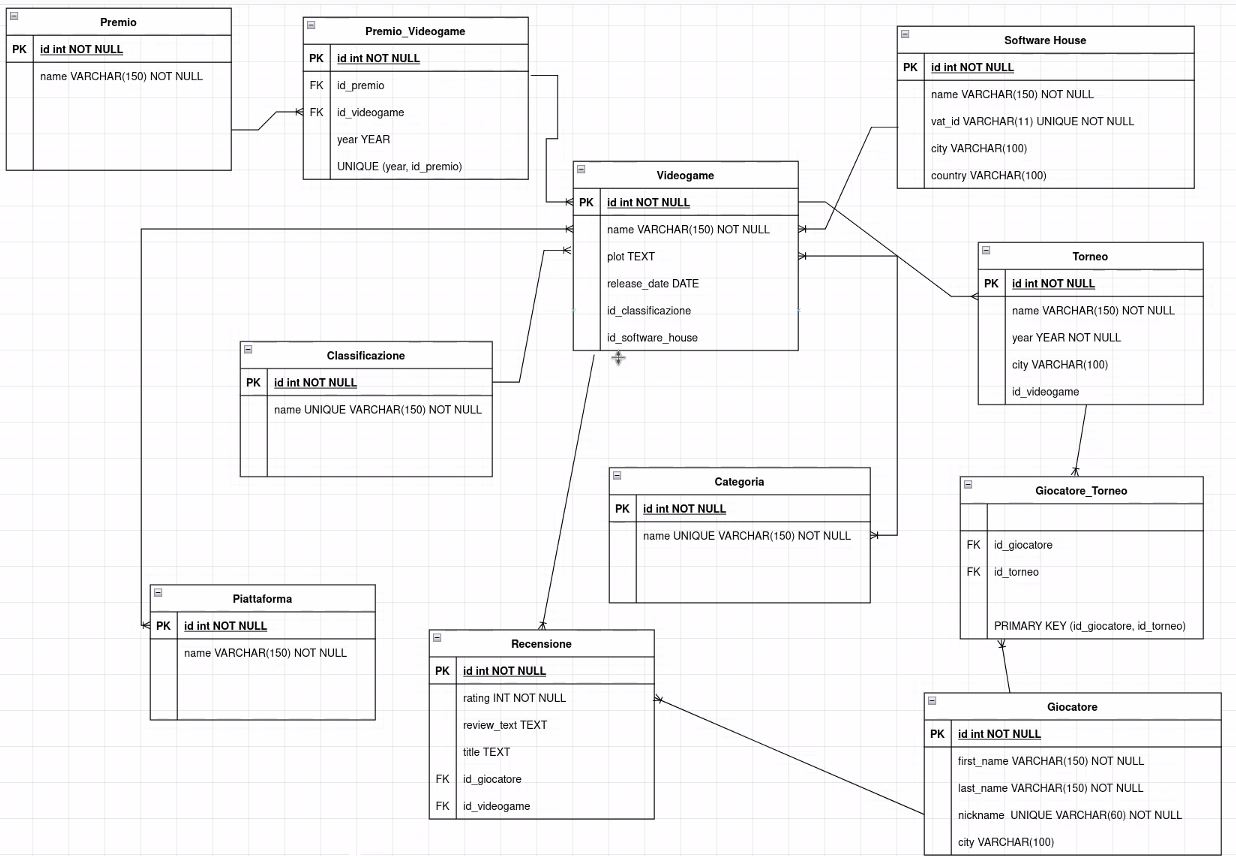 Premio
PK id int NOT NULL
name VARCHAR(150) NOT NULL
Premio_Videogame
PK id int NOT NULL
FK id_premio
FK id_videogame
year YEAR
UNIQUE (year, id_premio)
Software House
PK id int NOT NULL
name VARCHAR(150) NOT NULL
vat_id VARCHAR(11) UNIQUE NOT NULL
city VARCHAR(100)
country VARCHAR(100)
Videogame
PK id int NOT NULL
name VARCHAR(150) NOT NULL
plot TEXT
release_date DATE
id_classificazione
id_software_house
Torneo
PK id int NOT NULL
name VARCHAR(150) NOT NULL
year YEAR NOT NULL
city VARCHAR(100)
id_videogame
Classificazione
PK id int NOT NULL
name UNIQUE VARCHAR(150) NOT NULL
Categoria
PK id int NOT NULL
name UNIQUE VARCHAR(150) NOT NULL
Giocatore_Torneo
FK id_giocatore
FK id_torneo
PRIMARY KEY (id_giocatore, id_torneo)
Piattaforma
PK id int NOT NULL
name VARCHAR(150) NOT NULL
Recensione
PK id int NOT NULL
rating INT NOT NULL
review_text TEXT
title TEXT
FK id_giocatore
FK id_videogame
Giocatore
PK id int NOT NULL
first_name VARCHAR(150) NOT NULL
last_name VARCHAR(150) NOT NULL
nickname  UNIQUE VARCHAR(60) NOT NULL
city VARCHAR(100)